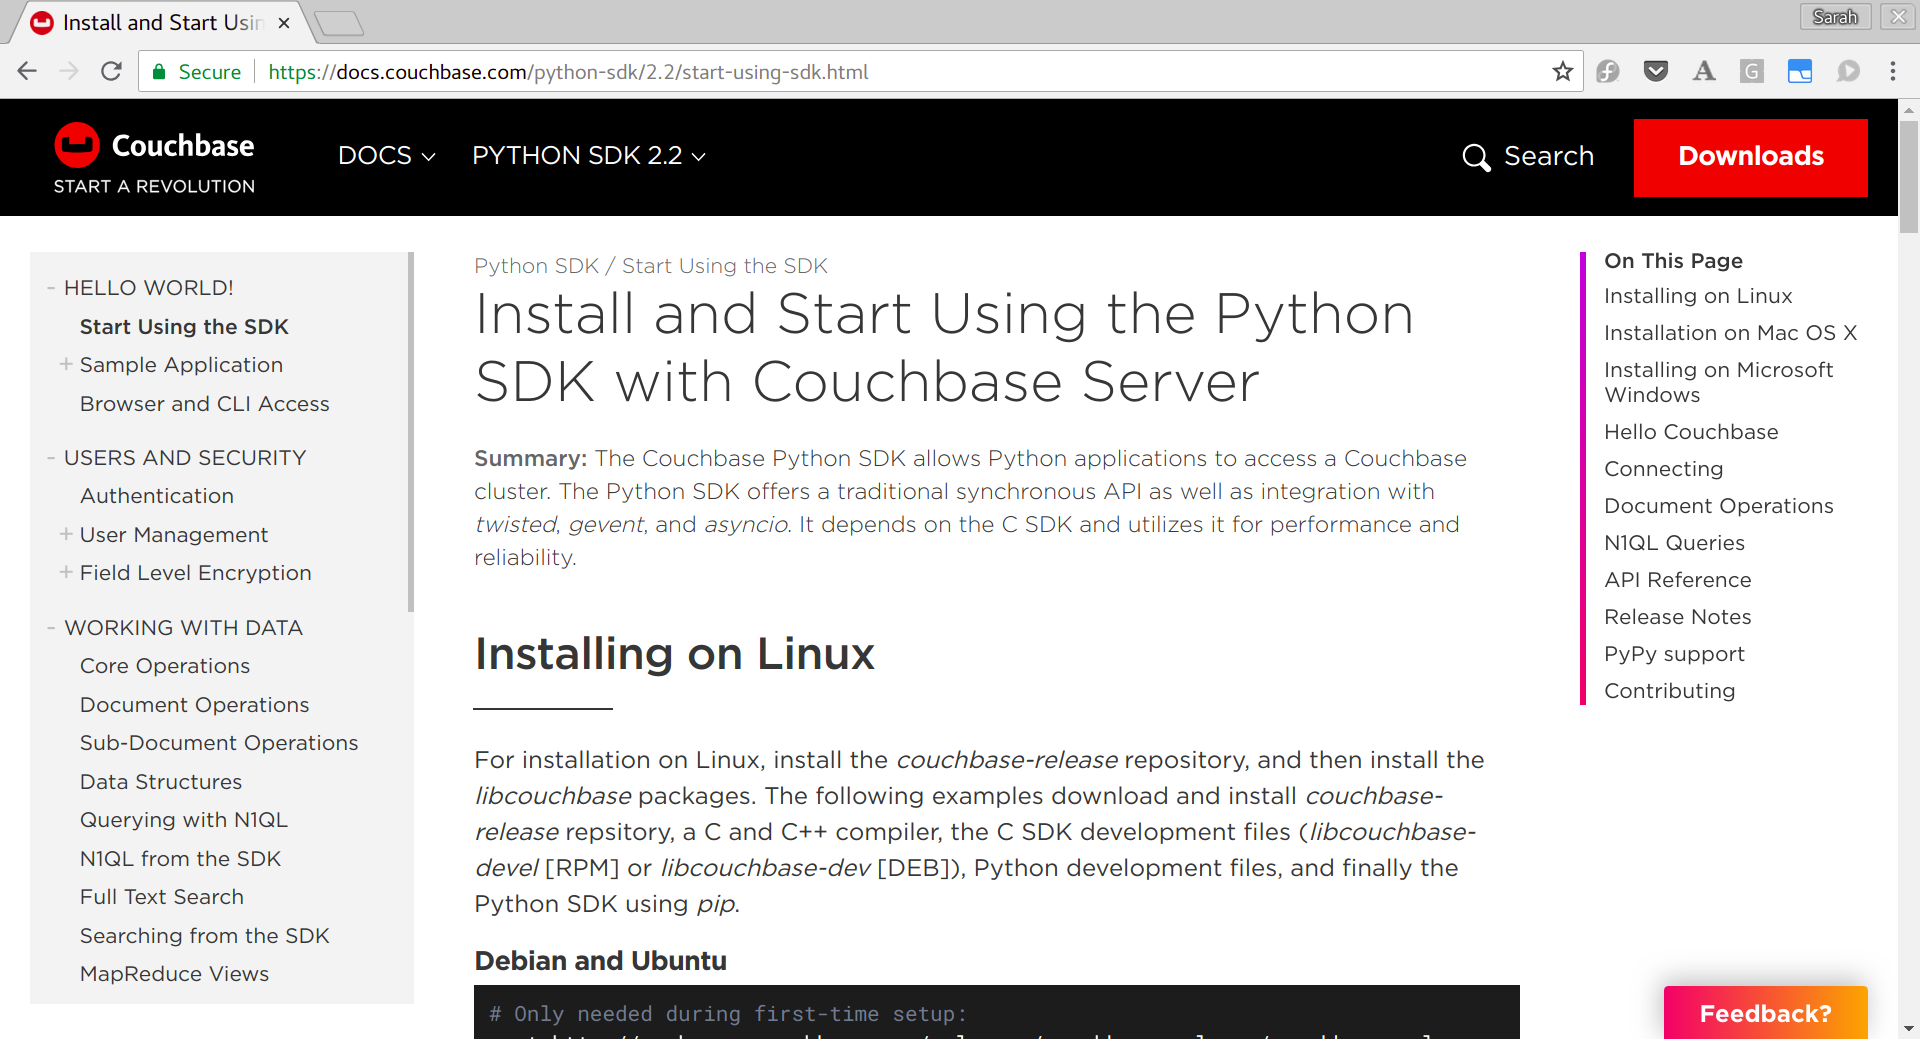 Install and Start Usin
Sarah
Secure
https://docs.couchbase.com/python-sdk/2.2/start-using-sdk.html
Couchbase
START A REVOLUTION
DOCS
PYTHON SDK 2.2
Search
Downloads
- HELLO WORLD!
Start Using the SDK
+ Sample Application
Browser and CLI Access
- USERS AND SECURITY
Authentication
+ User Management
+ Field Level Encryption
- WORKING WITH DATA
Core Operations
Document Operations
Sub-Document Operations
Data Structures
Querying with N1QL
N1QL from the SDK
Full Text Search
Searching from the SDK
MapReduce Views
Python SDK / Start Using the SDK
Install and Start Using the Python
SDK with Couchbase Server
Summary: The Couchbase Python SDK allows Python applications to access a Couchbase
cluster. The Python SDK offers a traditional synchronous API as well as integration with
twisted, gevent, and asyncio. It depends on the C SDK and utilizes it for performance and
reliability.
Installing on Linux
For installation on Linux, install the couchbase-release repository, and then install the
libcouchbase packages. The following examples download and install couchbase-
release repsitory, a C and C++ compiler, the C SDK development files (libcouchbase-
devel [RPM] or libcouchbase-dev [DEB]), Python development files, and finally the
Python SDK using pip.
Debian and Ubuntu
# Only needed during first-time setup:
On This Page
Installing on Linux
Installation on Mac OS X
Installing on Microsoft
Windows
Hello Couchbase
Connecting
Document Operations
N1QL Queries
API Reference
Release Notes
PyPy support
Contributing
Feedback?